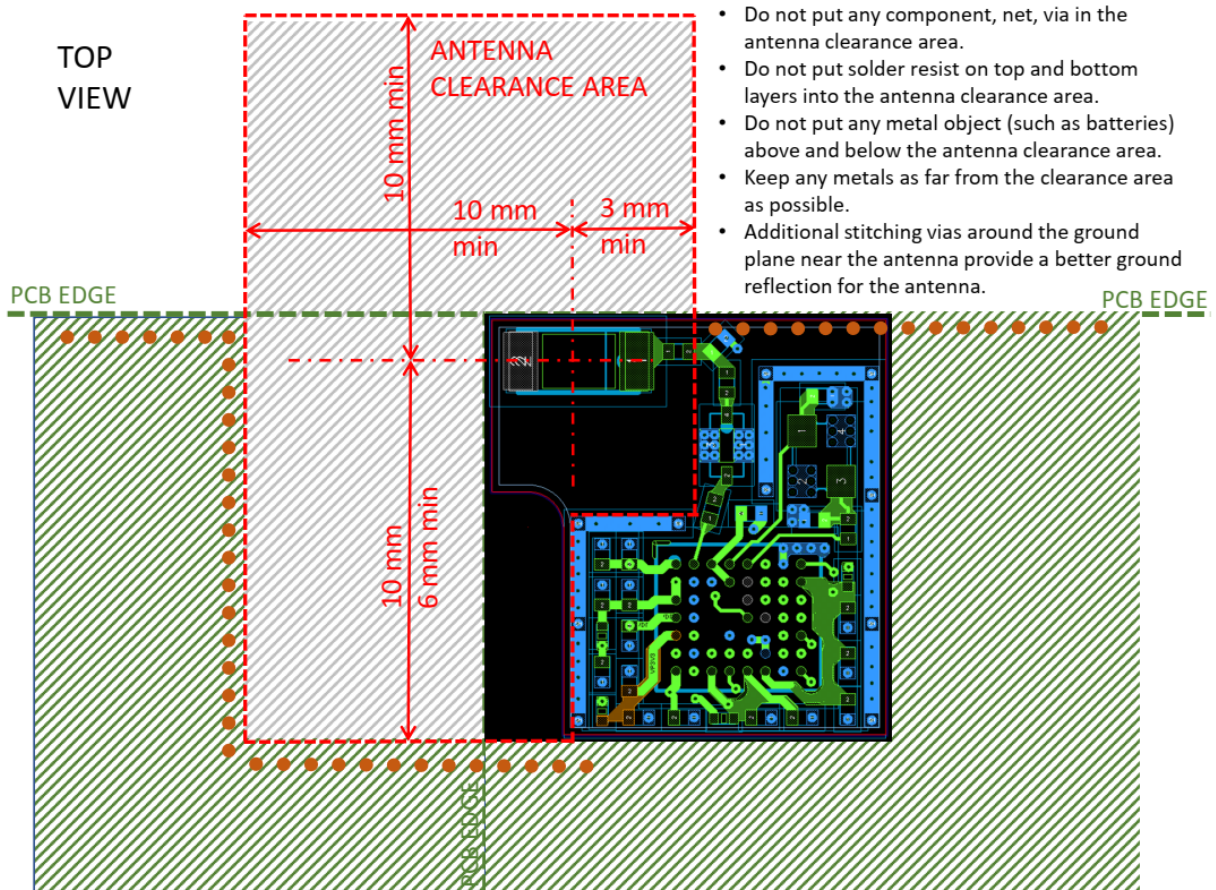 TOP
VIEW
ANTENNA
CLEARANCE AREA
10 mm min
10 mm
min
3 mm
min
• Do not put any component, net, via in the
antenna clearance area.
• Do not put solder resist on top and bottom
layers into the antenna clearance area.
• Do not put any metal object (such as batteries)
above and below the antenna clearance area.
• Keep any metals as far from the clearance area
as possible.
• Additional stitching vias around the ground
plane near the antenna provide a better ground
reflection for the antenna.
PCB EDGE
PCB EDGE
10 mm
6 mm min
PCB EDGE